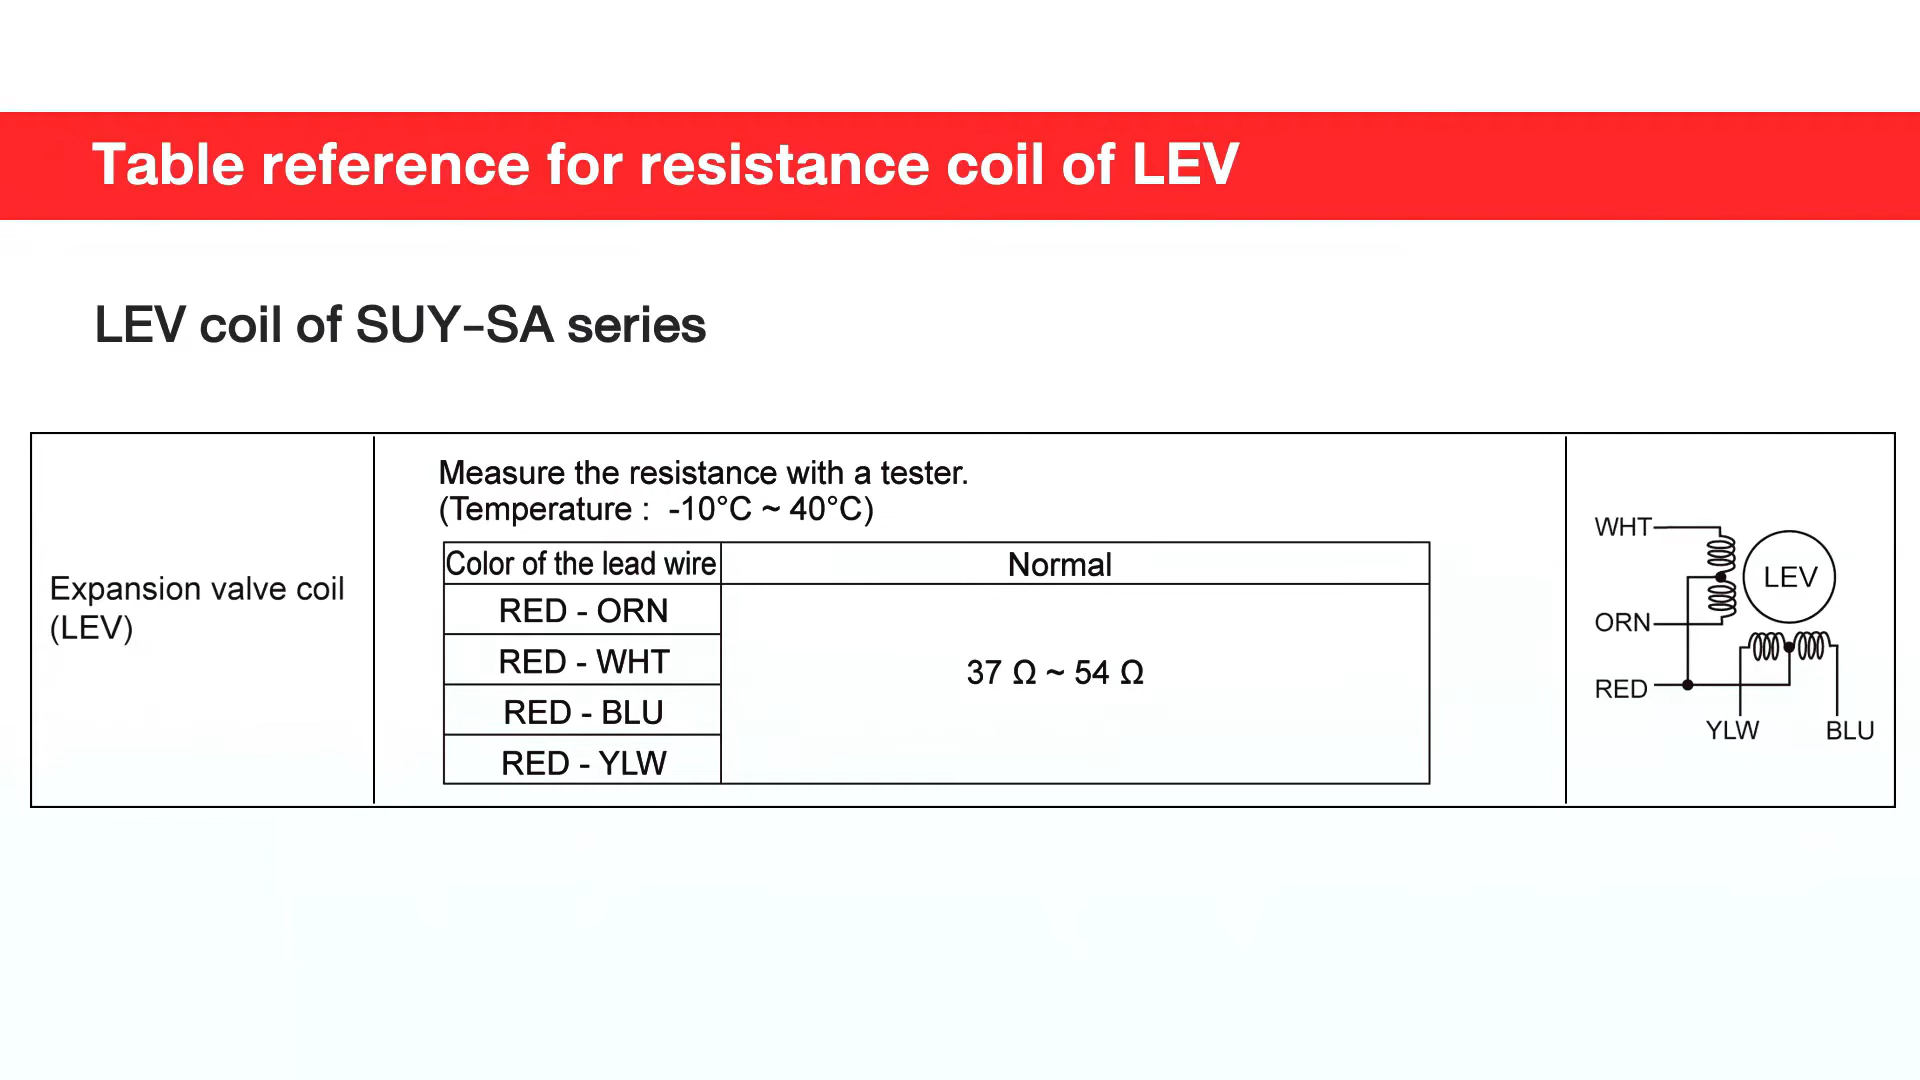 Table reference for resistance coil of LEV
LEV coil of SUY-SA series
Expansion valve coil
(LEV)
Measure the resistance with a tester.
(Temperature : -10°C ~ 40°C)
Color of the lead wire
Normal
RED - ORN
RED - WHT
RED - BLU
RED - YLW
37 Ω ~ 54 Ω
WHT
LEV
ORN
RED
YLW
BLU